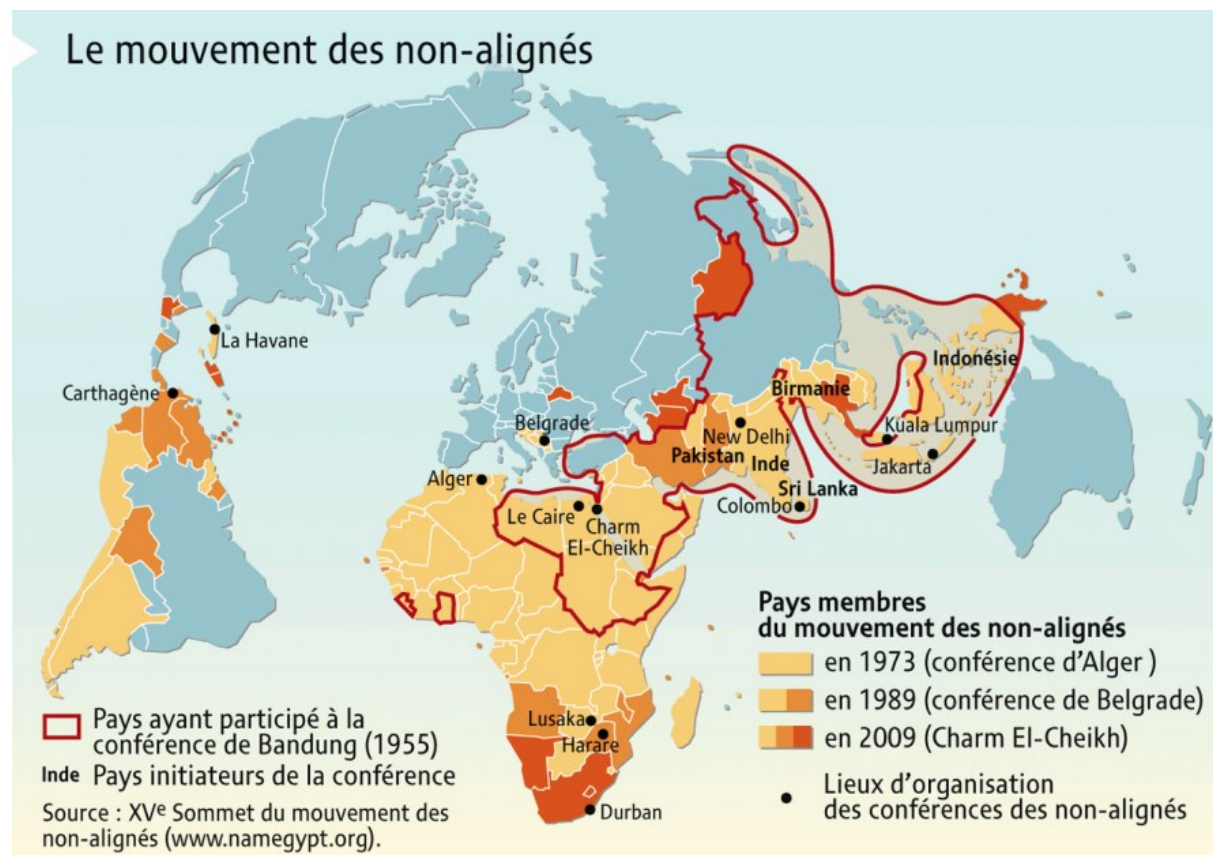 Le mouvement des non-alignés
La Havane
Carthagène
Belgrade
Alger
Le Caire
Charm
El-Cheikh
New Delhi
Pakistan
Inde
Sri Lanka
Colombo
Birmanie
Indonésie
Kuala Lumpur
Jakarta
Lusaka
Harare
Durban
Pays ayant participé à la
conférence de Bandung (1955)
Inde Pays initiateurs de la conférence
Source : XVe Sommet du mouvement des
non-alignés (www.namegypt.org).
Pays membres
du mouvement des non-alignés
en 1973 (conférence d'Alger )
en 1989 (conférence de Belgrade)
en 2009 (Charm El-Cheikh)
Lieux d'organisation
des conférences des non-alignés